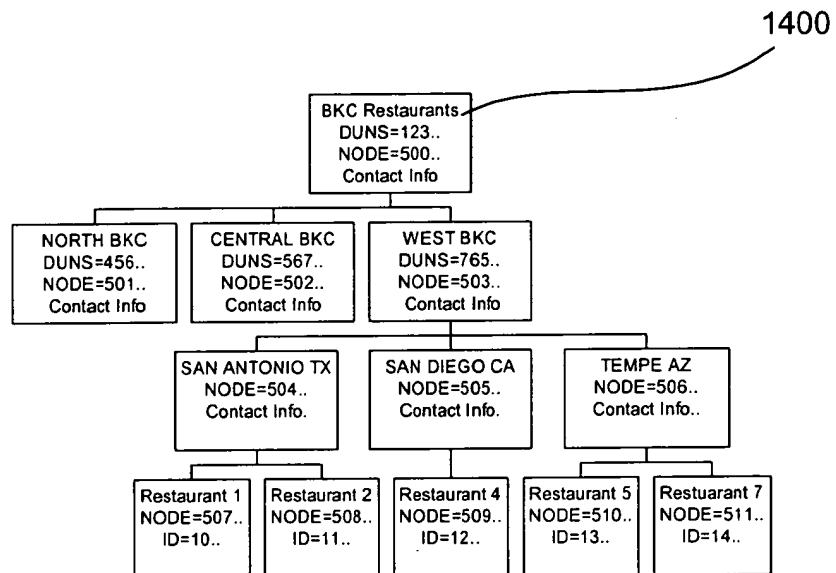 1400
BKC Restaurants
DUNS=123..
NODE=500..
Contact Info
NORTH BKC
DUNS=456..
NODE=501..
Contact Info
CENTRAL BKC
DUNS=567..
NODE=502..
Contact Info
WEST BKC
DUNS=765..
NODE=503..
Contact Info
SAN ANTONIO TX
NODE=504..
Contact Info.
SAN DIEGO CA
NODE=505..
Contact Info.
TEMPE AZ
NODE=506..
Contact Info..
Restaurant 1
NODE=507..
ID=10..
Restaurant 2
NODE=508..
ID=11..
Restaurant 4
NODE=509..
ID=12..
Restaurant 5
NODE=510..
ID=13..
Restuarant 7
NODE=511..
ID=14..